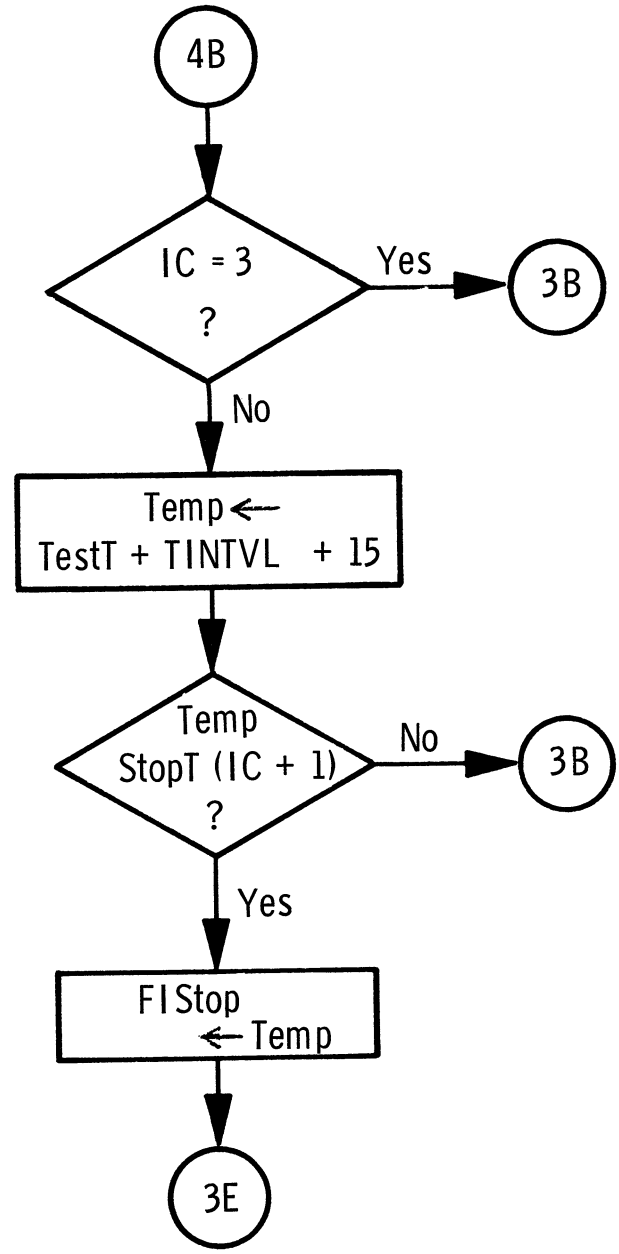 4B
IC = 3
?
Yes
3B
No
Temp ←
TestT + TINTVL + 15
Temp
StopT (IC + 1)
?
No
3B
Yes
FIStop
← Temp
3E